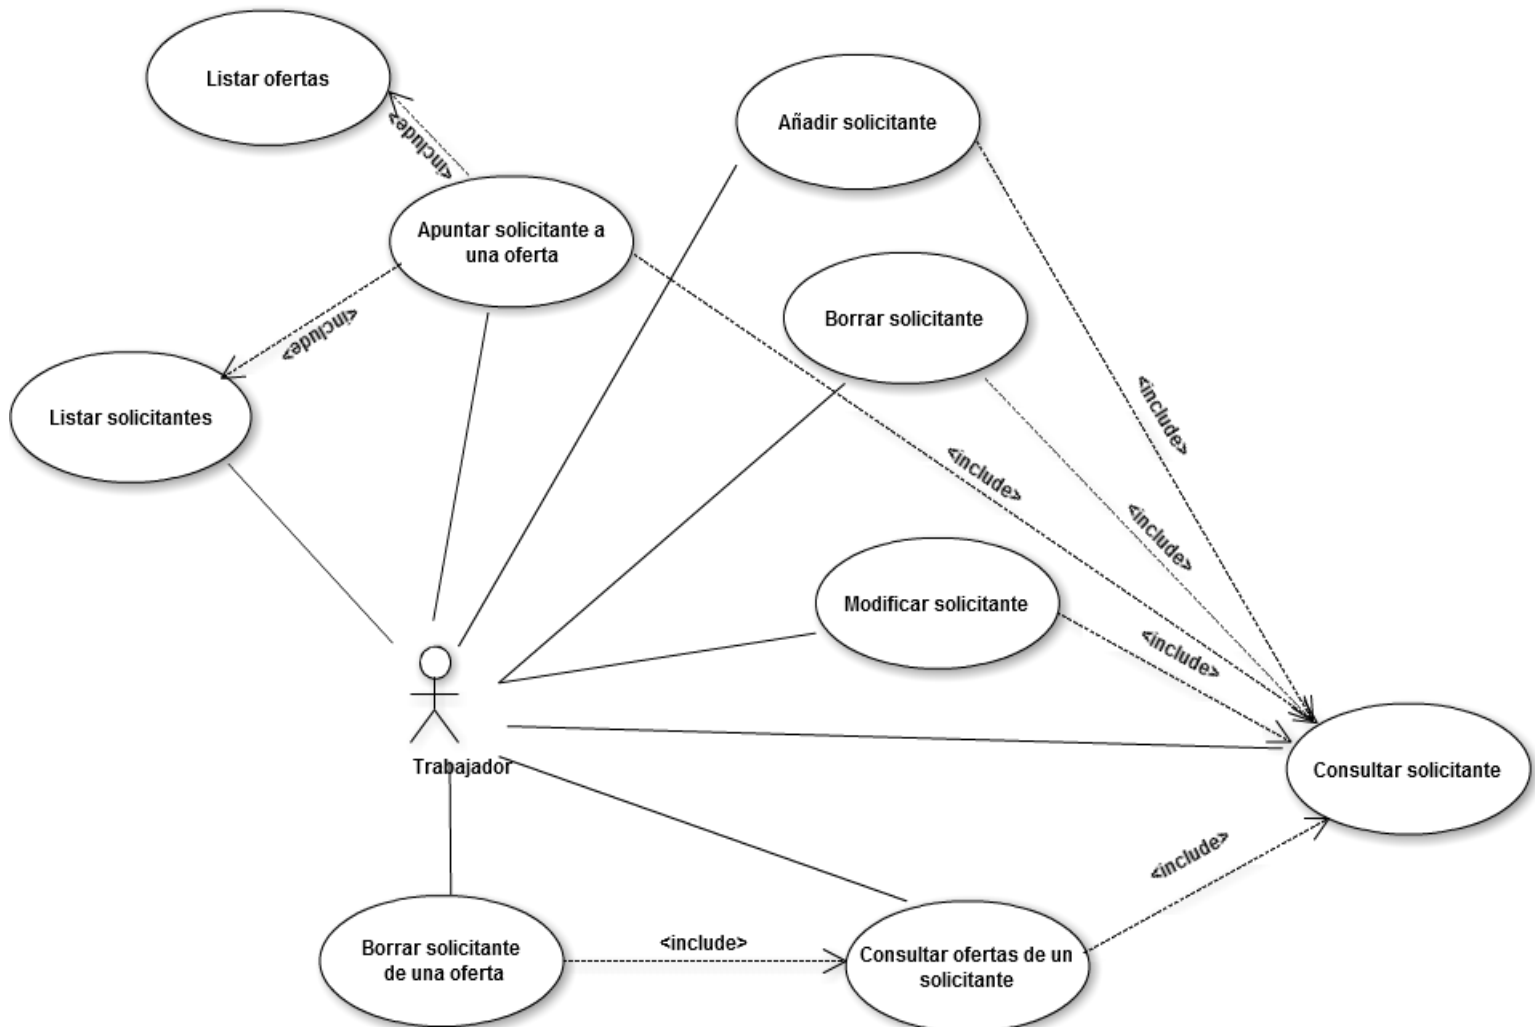 Listar ofertas
Añadir solicitante
<include>
Apuntar solicitante a
una oferta
Borrar solicitante
<include>
Listar solicitantes
<include>
<include>
<include>
Modificar solicitante
<include>
Trabajador
Consultar solicitante
<include>
Borrar solicitante
de una oferta
<include>
Consultar ofertas de un
solicitante